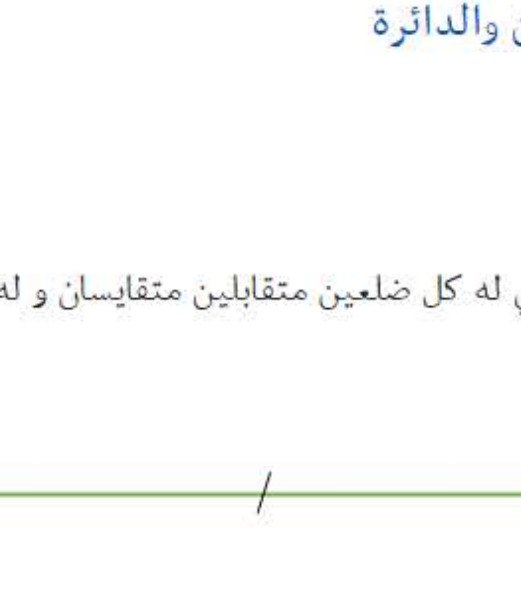 والدائرة
له كل ضلعين متقابلين متقايسان و له